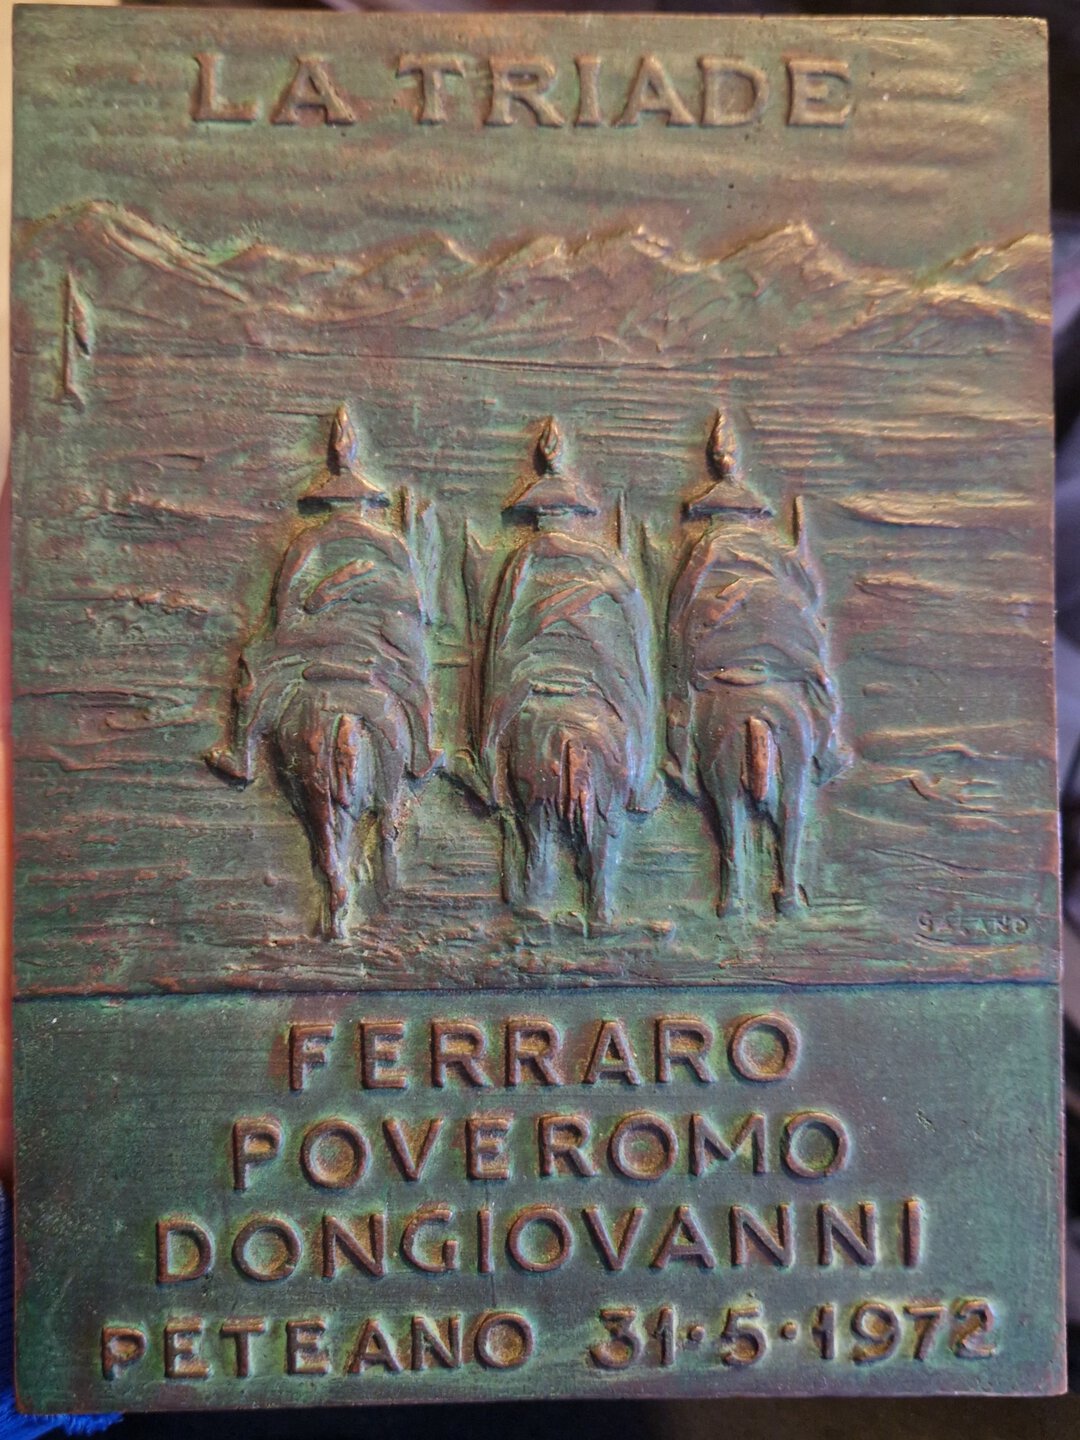 LA TRIADE
FERRARO
POVEROMO
DONGIOVANNI
PETEANO 31·5·1972